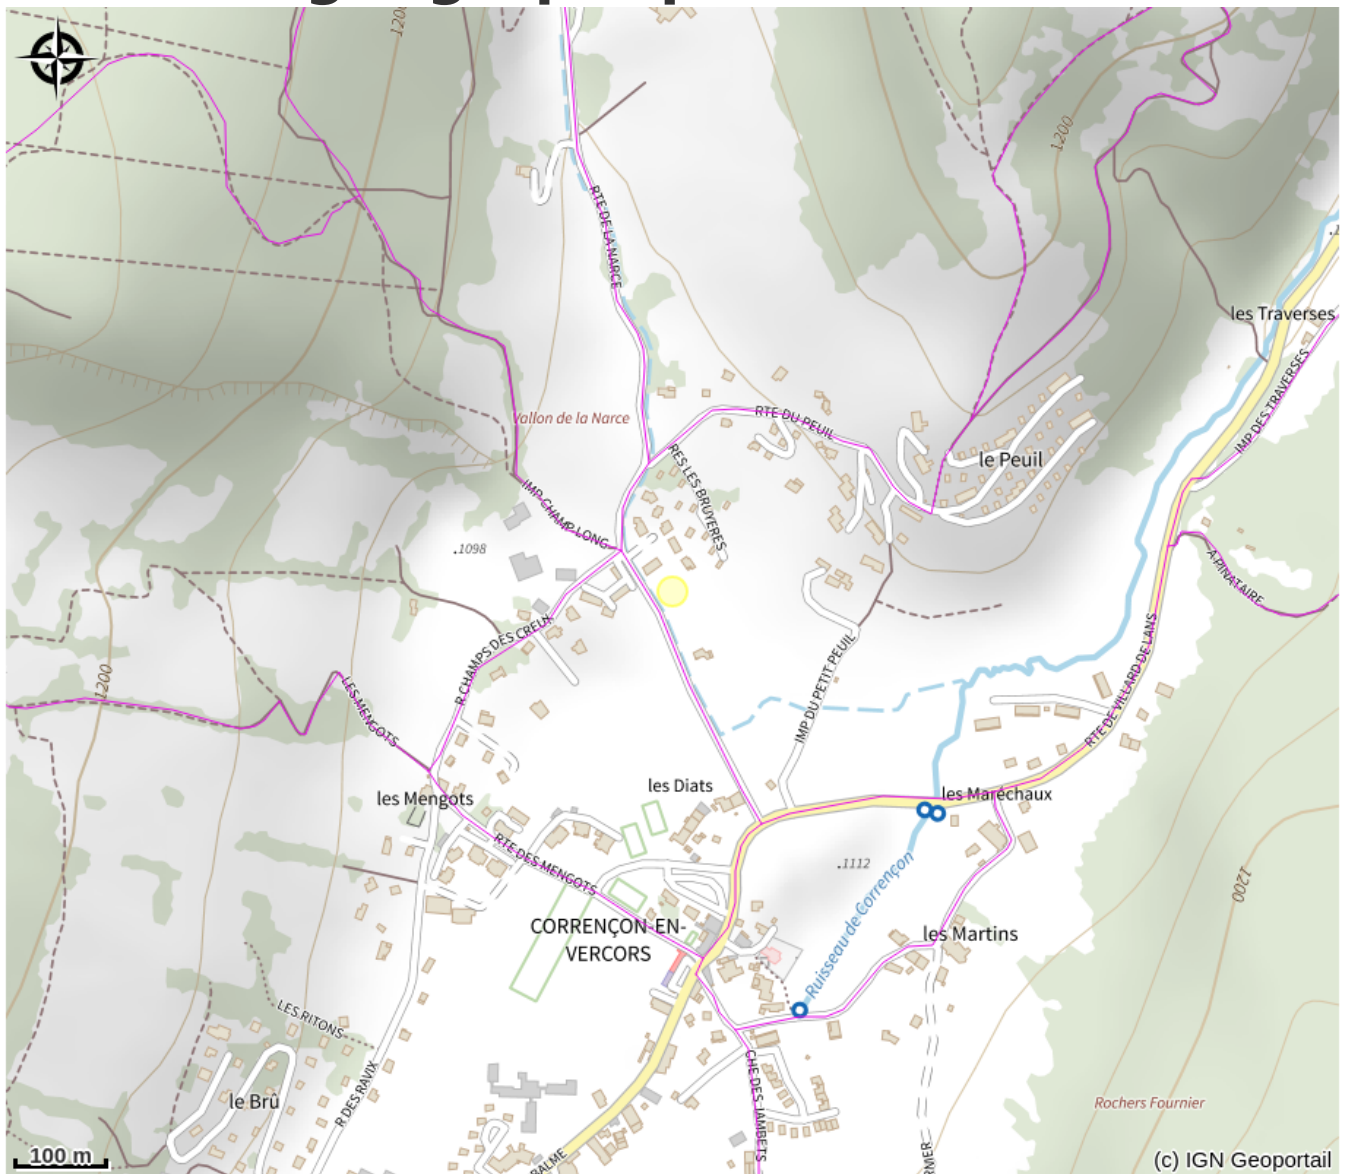 1200
RTE DE LA NARCE
1200
les Traverses
IMP DES TRAVERSES
Vallon de la Narce
RTE DU PEUIL
RES LES BRUYERES
le Peuil
IMP CHAMP LONG
.1098
A PINATAIRE
R CHAMPS DES CREUX
IMP DU PETIT PEUIL
RTE DE VILLARD DE LANS
1200
LES MENGOTS
les Diats
les Mengots
les Maréchaux
RTE DES MENGOTS
.1112
1200
Ruisseau de Corrençon
CORRENÇON-EN-
VERCORS
les Martins
LES RITONS
R DES RAVIX
le Brû
CHE DES JAMBETS
Rochers Fournier
BALME
100 m
(c) IGN Geoportail